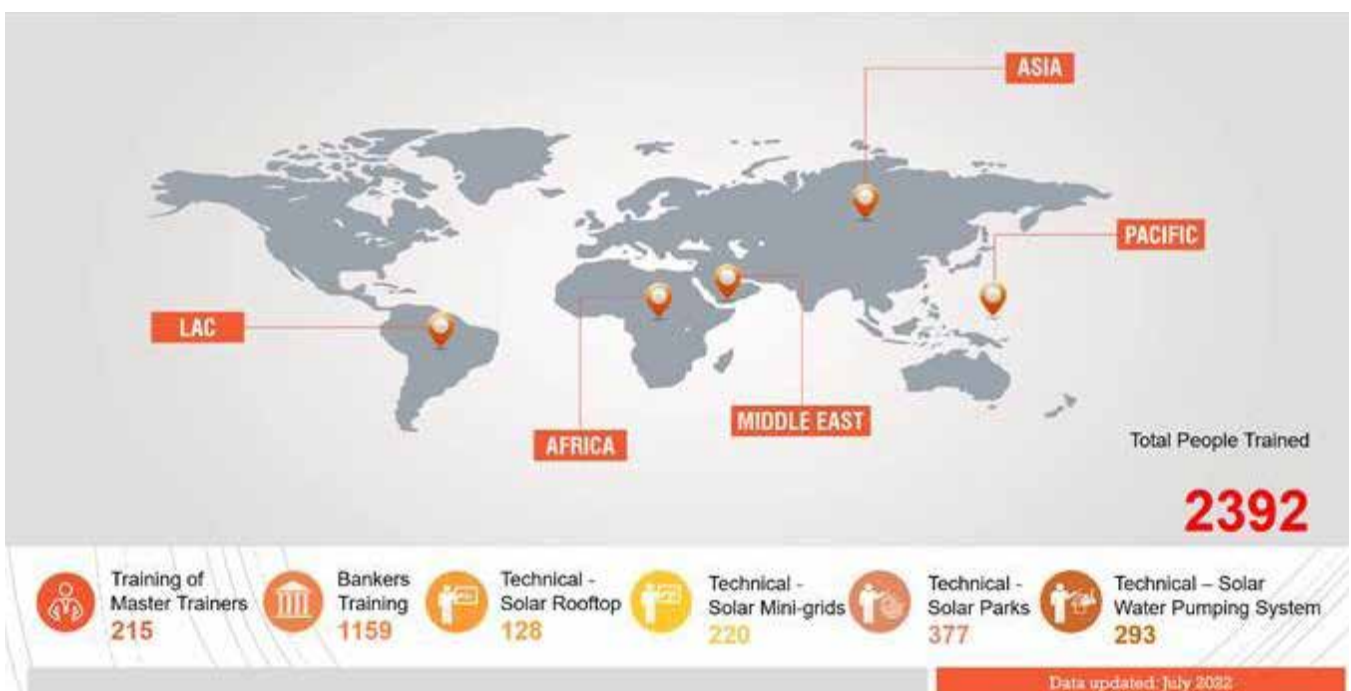 ASIA
PACIFIC
LAC
MIDDLE EAST
AFRICA
Total People Trained
2392
Training of
Master Trainers
215
Bankers
Training
1159
Technical -
Solar Rooftop
128
Technical -
Solar Mini-grids
220
Technical -
Solar Parks
377
Technical – Solar
Water Pumping System
293
Data updated: July 2022